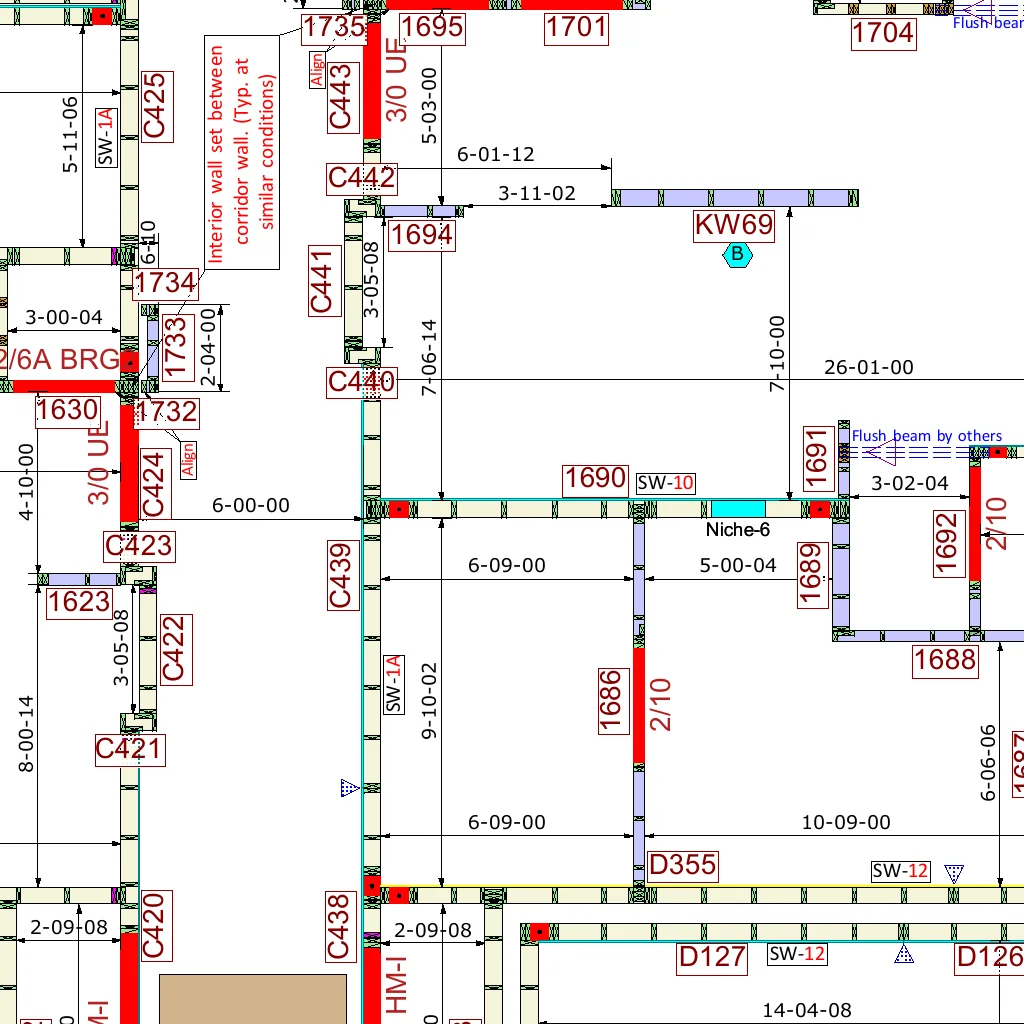 1735
1695
1701
1704
Flush bear
C425
5-11-06
SW-1A
Interior wall set between
corridor wall. (Typ. at
similar conditions)
Align
C443
3/0 UE
5-03-00
6-01-12
C442
3-11-02
1694
KW69
B
6-10
1734
C441
3-05-08
3-00-04
1733
2-04-00
2/6A BRG
7-06-14
7-10-00
26-01-00
C440
1630
1732
3/0 UE
Align
C424
4-10-00
1691
Flush beam by others
3-02-04
1690
SW-10
6-00-00
Niche-6
1692
2/10
C423
C439
6-09-00
5-00-04
1689
1623
3-05-08
C422
1688
SW-1A
9-10-02
1686
2/10
8-00-14
C421
6-06-06
1687
6-09-00
10-09-00
D355
SW-12
C420
2-09-08
C438
2-09-08
D127
SW-12
D126
HM-I
M-I
14-04-08